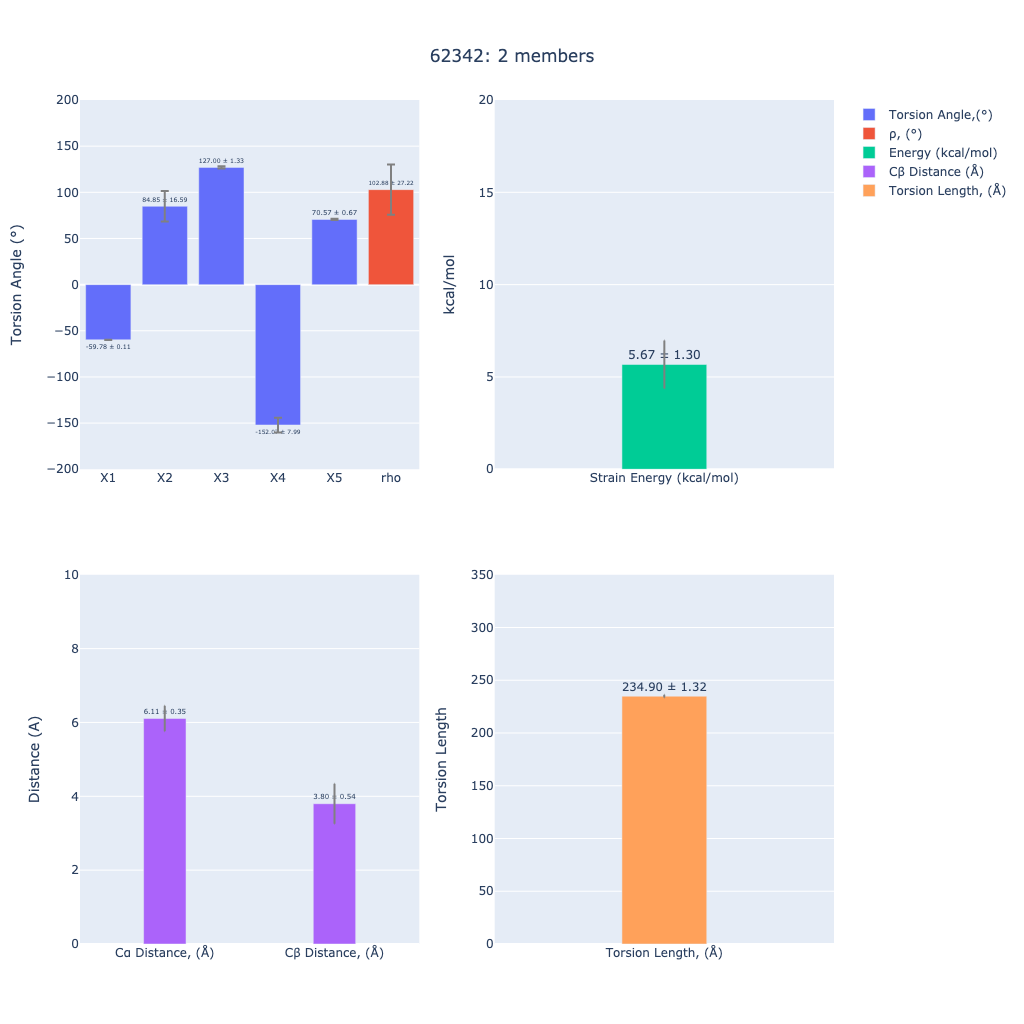 62342: 2 members
Torsion Angle (°)
200
150
100
50
0
−50
−100
−150
−200
-59.78 ± 0.11
84.85 ± 16.59
127.00 ± 1.33
70.57 ± 0.67
102.88 ± 27.22
X1 X2 X3 X4 X5 rho
kcal/mol
20
15
10
5
0
5.67 ± 1.30
Strain Energy (kcal/mol)
Torsion Angle,(°)
ρ, (°)
Energy (kcal/mol)
Cβ Distance (Å)
Torsion Length, (Å)
Distance (A)
10
8
6
4
2
0
6.11 ± 0.35
3.80 ± 0.54
Cα Distance, (Å) Cβ Distance, (Å)
Torsion Length
350
300
250
200
150
100
50
0
234.90 ± 1.32
Torsion Length, (Å)